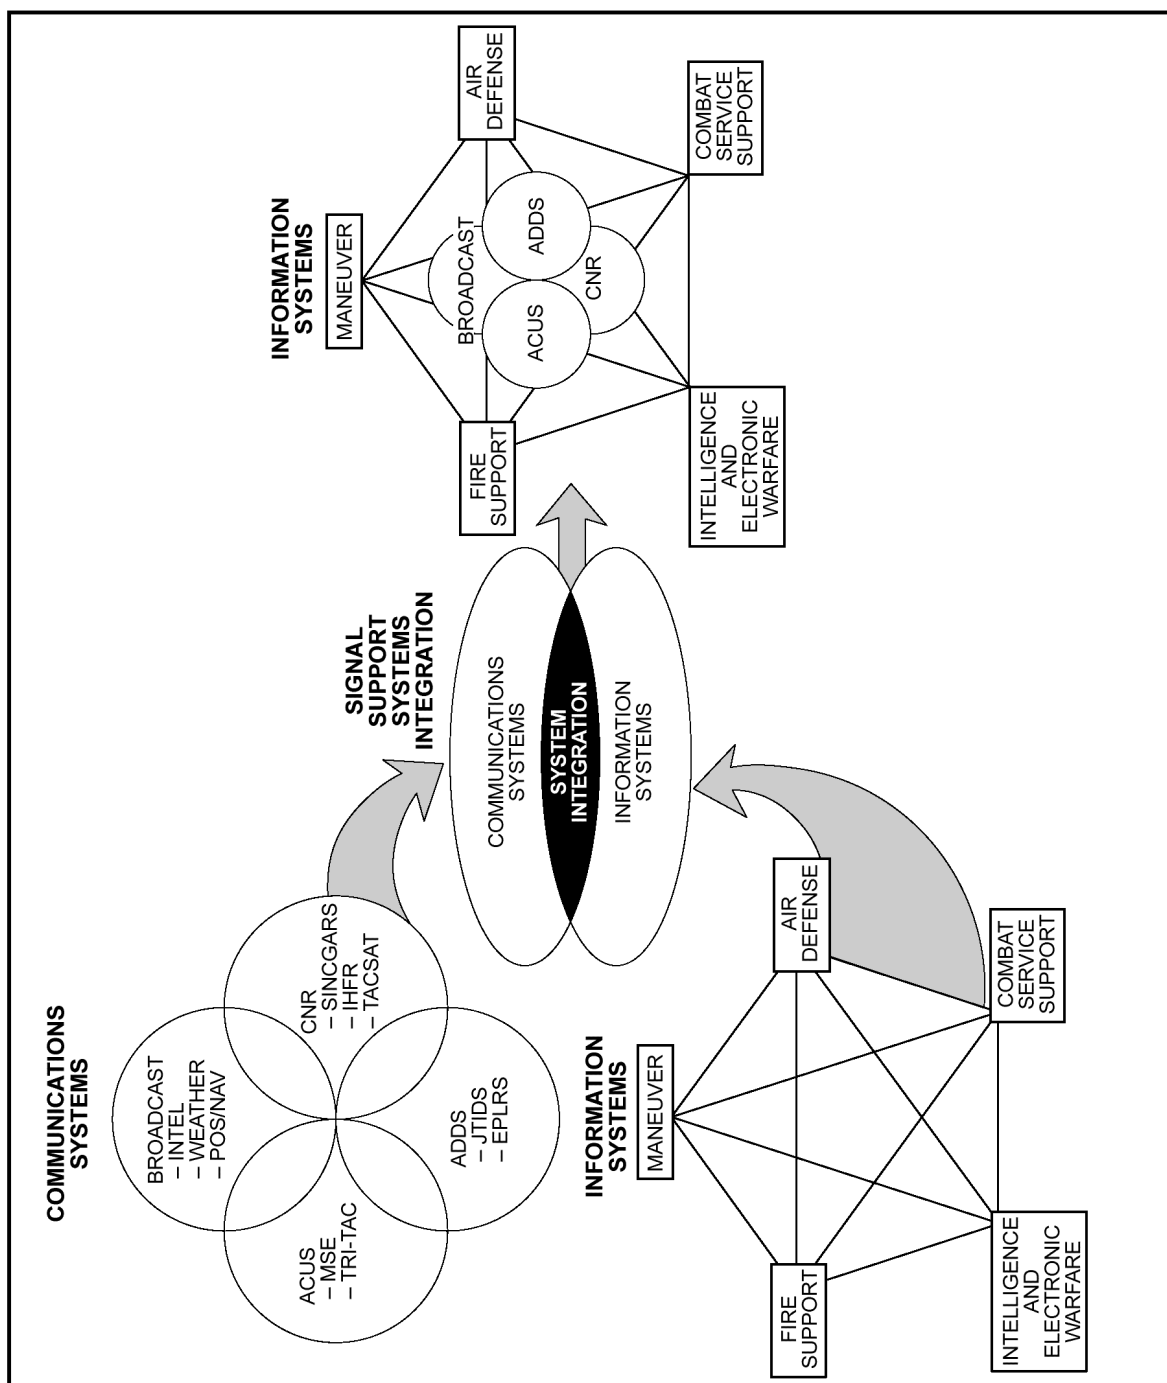 COMMUNICATIONS
SYSTEMS
BROADCAST
– INTEL
– WEATHER
– POS/NAV
ACUS
– MSE
– TRI-TAC
CNR
– SINCGARS
– IHFR
– TACSAT
ADDS
– JTIDS
– EPLRS
INFORMATION
SYSTEMS
MANEUVER
FIRE
SUPPORT
AIR
DEFENSE
INTELLIGENCE
AND
ELECTRONIC
WARFARE
COMBAT
SERVICE
SUPPORT
SIGNAL
SUPPORT
SYSTEMS
INTEGRATION
COMMUNICATIONS
SYSTEMS
SYSTEM
INTEGRATION
INFORMATION
SYSTEMS
INFORMATION
SYSTEMS
MANEUVER
FIRE
SUPPORT
AIR
DEFENSE
BROADCAST
ACUS
ADDS
CNR
INTELLIGENCE
AND
ELECTRONIC
WARFARE
COMBAT
SERVICE
SUPPORT